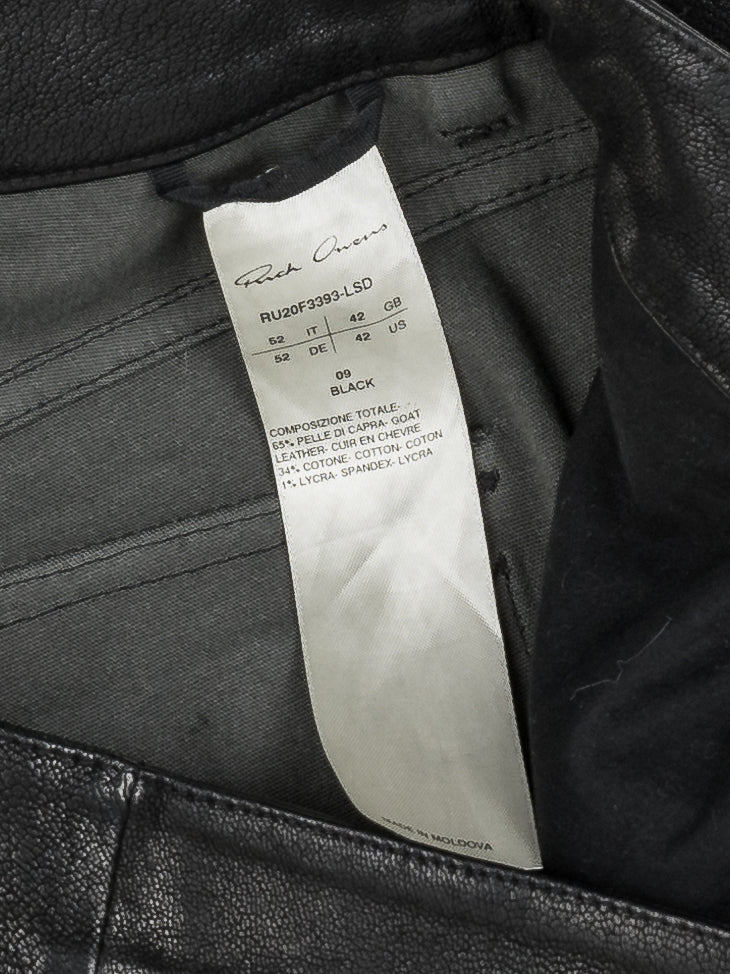 Rick Owens
RU20F3393-LSD
52 IT 42 GB
52 DE 42 US
09
BLACK
COMPOSIZIONE TOTALE-
65% PELLE DI CAPRA- GOAT
LEATHER- CUIR EN CHEVRE
34% COTONE- COTTON- COTON
1% LYCRA- SPANDEX- LYCRA
MADE IN MOLDOVA